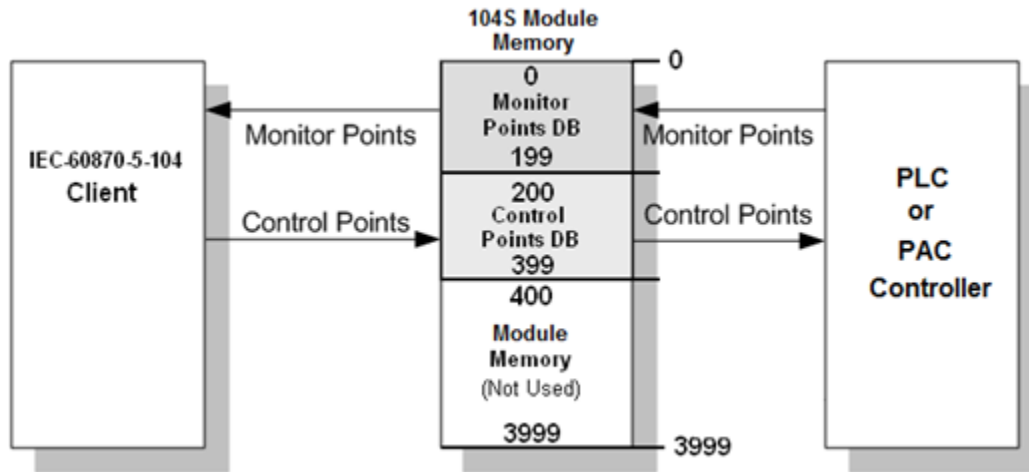 104S Module
Memory
0
0
Monitor
Points DB
199
Monitor Points
Monitor Points
IEC-60870-5-104
Client
200
Control
Points DB
399
Control Points
Control Points
PLC
or
PAC
Controller
400
Module
Memory
(Not Used)
3999
3999